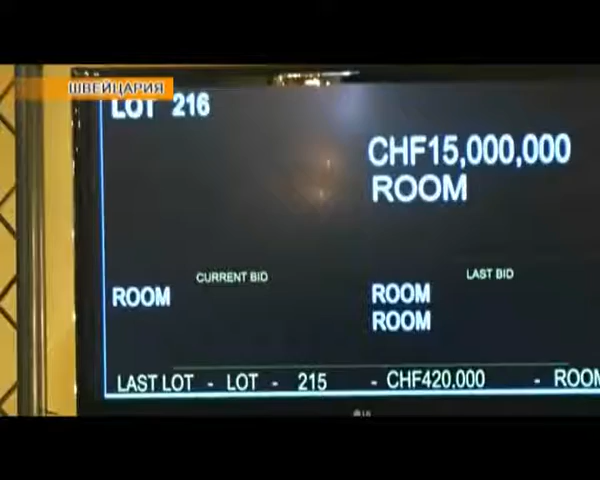 ШВЕЙЦАРИЯ
LOT 216
CHF15,000,000
ROOM
CURRENT BID
LAST BID
ROOM
ROOM
ROOM
LAST LOT - LOT - 215 - CHF420.000 - ROOM
LG